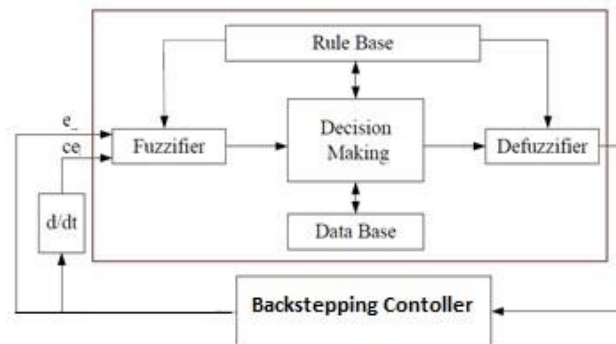 Rule Base
e_
ce
Fuzzifier
Decision
Making
Defuzzifier
d/dt
Data Base
Backstepping Contoller